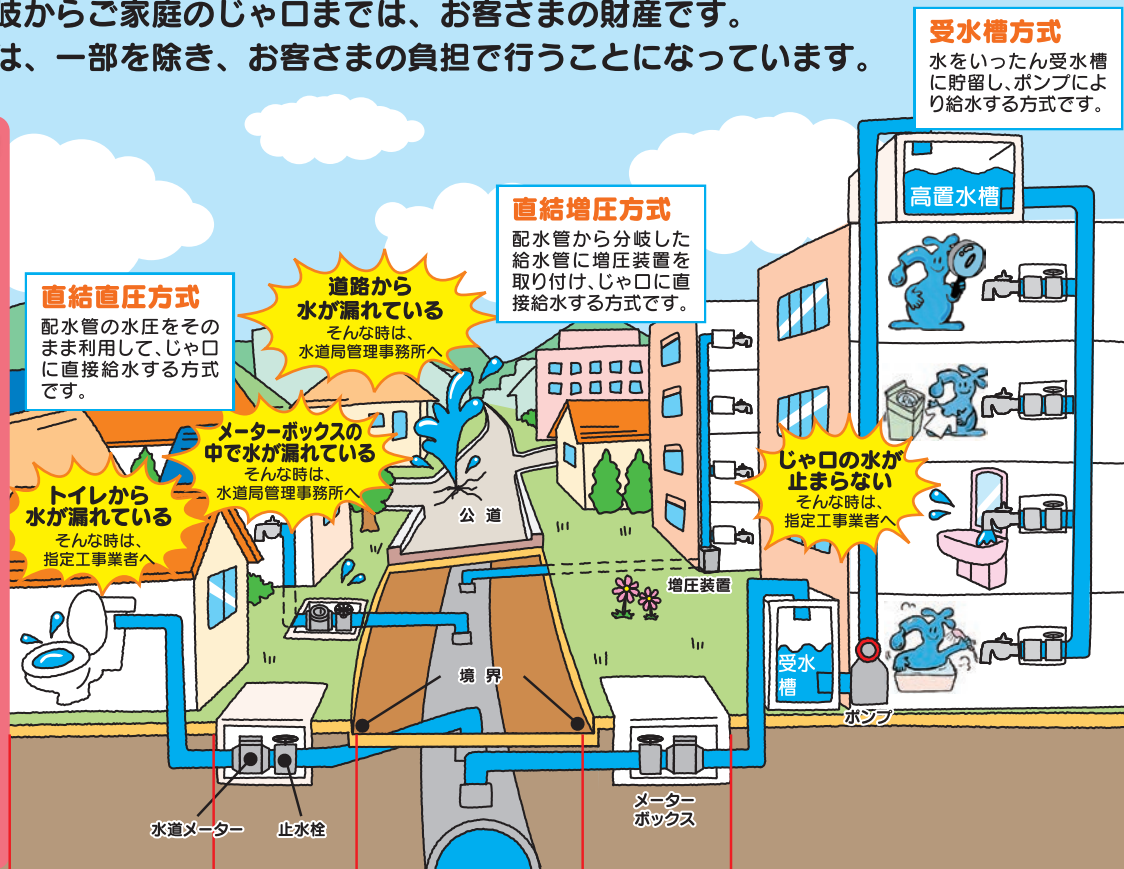 岐からご家庭のじゃ口までは、お客さまの財産です。
は、一部を除き、お客さまの負担で行うことになっています。
受水槽方式
水をいったん受水槽
に貯留し、ポンプによ
り給水する方式です。
高置水槽
直結増圧方式
配水管から分岐した
給水管に増圧装置を
取り付け、じゃ口に直
接給水する方式です。
道路から
水が漏れている
そんな時は、
水道局管理事務所へ
直結直圧方式
配水管の水圧をその
まま利用して、じゃ口
に直接給水する方式
です。
メーターボックスの
中で水が漏れている
そんな時は、
水道局管理事務所へ
じゃ口の水が
止まらない
そんな時は、
指定工事業者へ
トイレから
水が漏れている
そんな時は、
指定工事業者へ
公道
増圧装置
境界
受水
槽
ポンプ
水道メーター
止水栓
メーター
ボックス